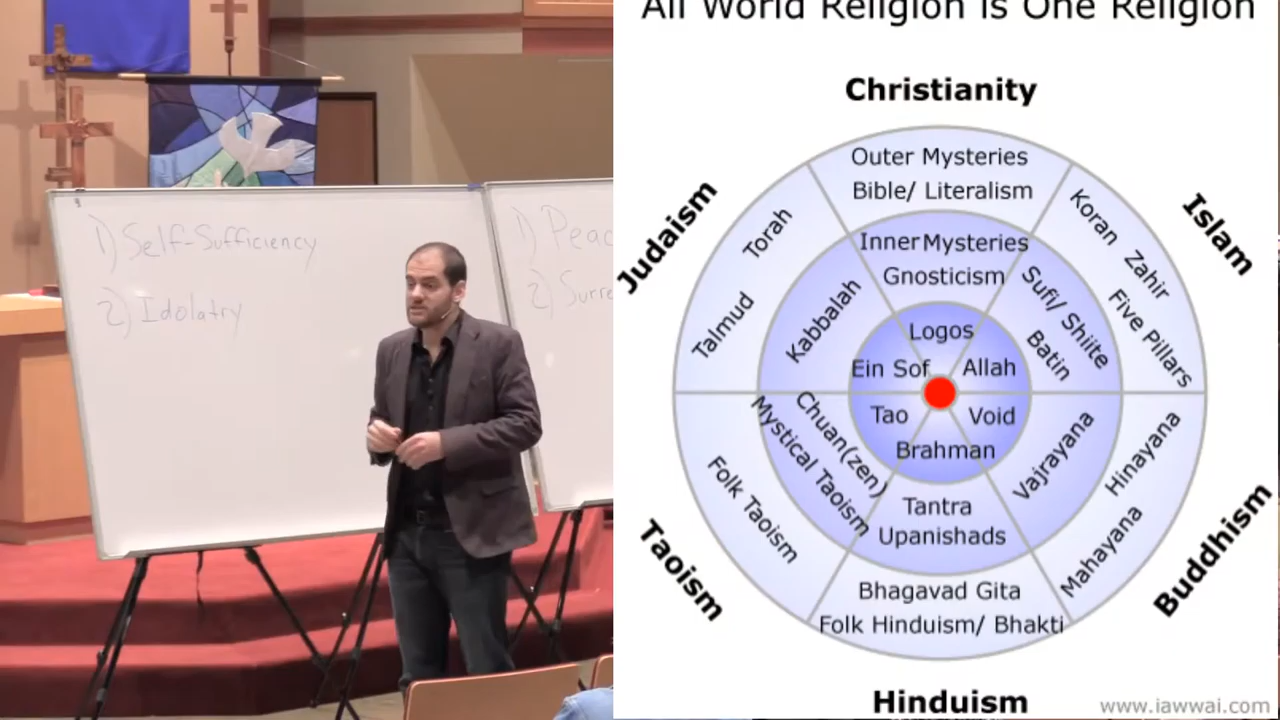 1) Self-Sufficiency
2) Idolatry
1) Peac
2) Surre
All World Religion is One Religion
Christianity
Judaism
Islam
Outer Mysteries
Bible/ Literalism
Torah
Talmud
Koran Zahir
Five Pillars
Inner Mysteries
Gnosticism
Kabbalah
Sufi/ Shiite
Batin
Logos
Ein Sof
Allah
Tao
Void
Brahman
Chuan(zen)
Mystical Taoism
Vajrayana
Tantra
Upanishads
Folk Taoism
Hinayana
Mahayana
Bhagavad Gita
Folk Hinduism/ Bhakti
Taoism
Buddhism
Hinduism
www.iawwai.com